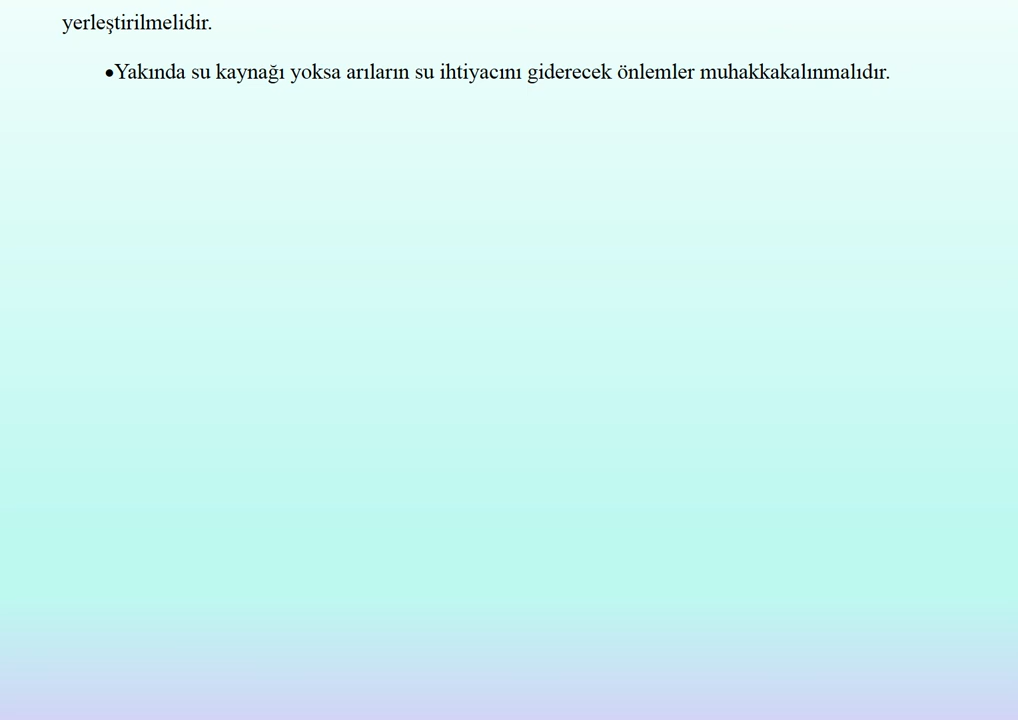 yerleştirilmelidir.
•Yakında su kaynağı yoksa arıların su ihtiyacını giderecek önlemler muhakkakalınmalıdır.